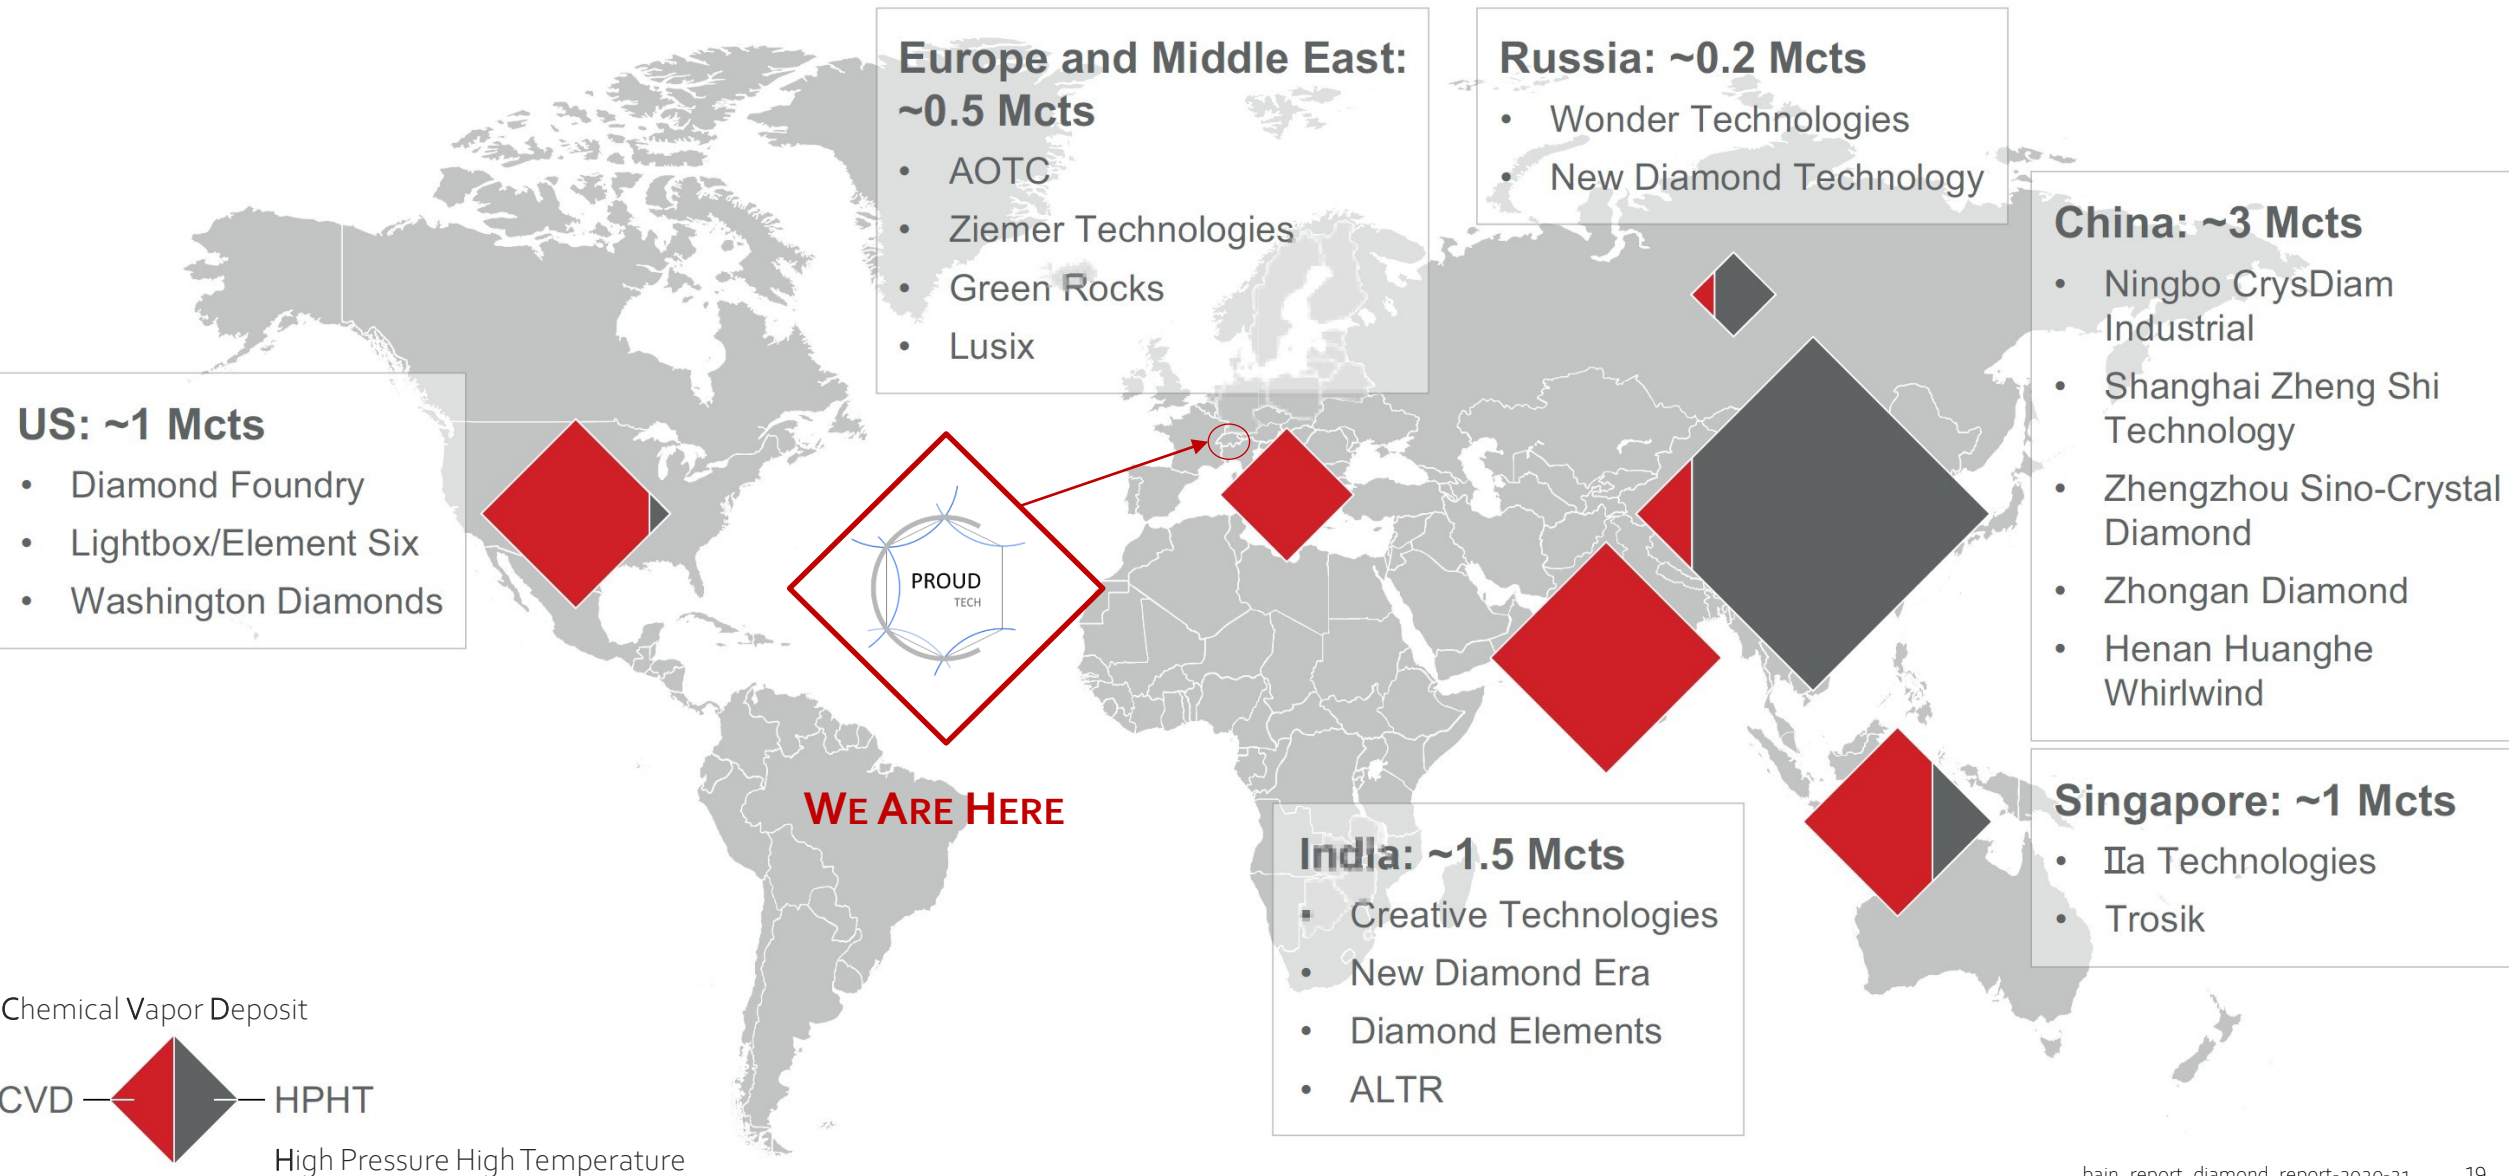 Europe and Middle East:
~0.5 Mcts
• AOTC
• Ziemer Technologies
• Green Rocks
• Lusix
Russia: ~0.2 Mcts
• Wonder Technologies
• New Diamond Technology
China: ~3 Mcts
• Ningbo CrysDiam
Industrial
• Shanghai Zheng Shi
Technology
• Zhengzhou Sino-Crystal
Diamond
• Zhongan Diamond
• Henan Huanghe
Whirlwind
US: ~1 Mcts
• Diamond Foundry
• Lightbox/Element Six
• Washington Diamonds
PROUD
TECH
WE ARE HERE
Singapore: ~1 Mcts
• IIa Technologies
• Trosik
India: ~1.5 Mcts
• Creative Technologies
• New Diamond Era
• Diamond Elements
• ALTR
Chemical Vapor Deposit
CVD
HPHT
High Pressure High Temperature
bain_report_diamond_report-2020-21
19